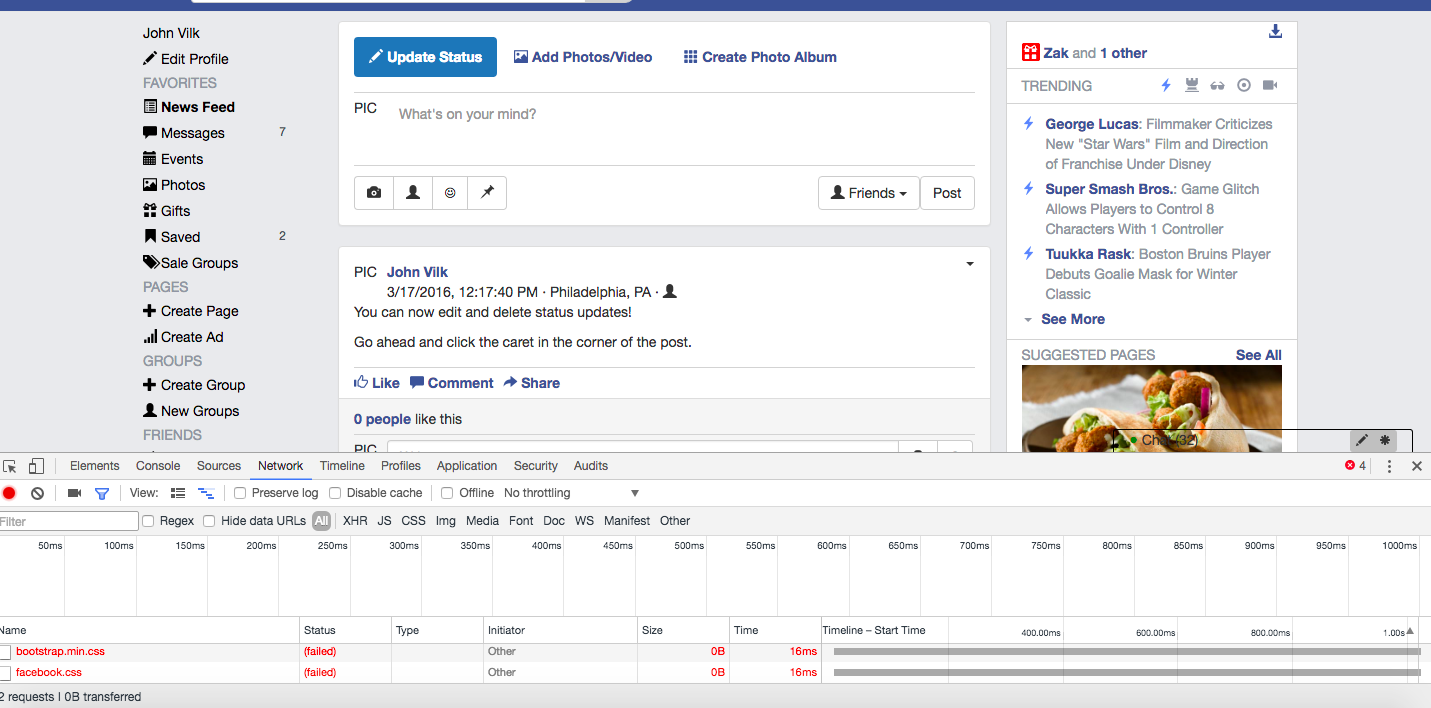 John Vilk
Edit Profile
FAVORITES
News Feed
Messages 7
Events
Photos
Gifts
Saved 2
Sale Groups
PAGES
Create Page
Create Ad
GROUPS
Create Group
New Groups
FRIENDS
Update Status Add Photos/Video Create Photo Album
PIC What's on your mind?
Friends Post
PIC John Vilk
3/17/2016, 12:17:40 PM · Philadelphia, PA ·
You can now edit and delete status updates!
Go ahead and click the caret in the corner of the post.
Like Comment Share
0 people like this
PIC
Zak and 1 other
TRENDING
George Lucas: Filmmaker Criticizes
New "Star Wars" Film and Direction
of Franchise Under Disney
Super Smash Bros.: Game Glitch
Allows Players to Control 8
Characters With 1 Controller
Tuukka Rask: Boston Bruins Player
Debuts Goalie Mask for Winter
Classic
See More
SUGGESTED PAGES See All
Chat (32)
Elements Console Sources Network Timeline Profiles Application Security Audits 4
View: Preserve log Disable cache Offline No throttling
Filter Regex Hide data URLs All XHR JS CSS Img Media Font Doc WS Manifest Other
50ms 100ms 150ms 200ms 250ms 300ms 350ms 400ms 450ms 500ms 550ms 600ms 650ms 700ms 750ms 800ms 850ms 900ms 950ms 1000ms
Name Status Type Initiator Size Time Timeline – Start Time 400.00ms 600.00ms 800.00ms 1.00s
bootstrap.min.css (failed) Other 0B 16ms
facebook.css (failed) Other 0B 16ms
2 requests | 0B transferred